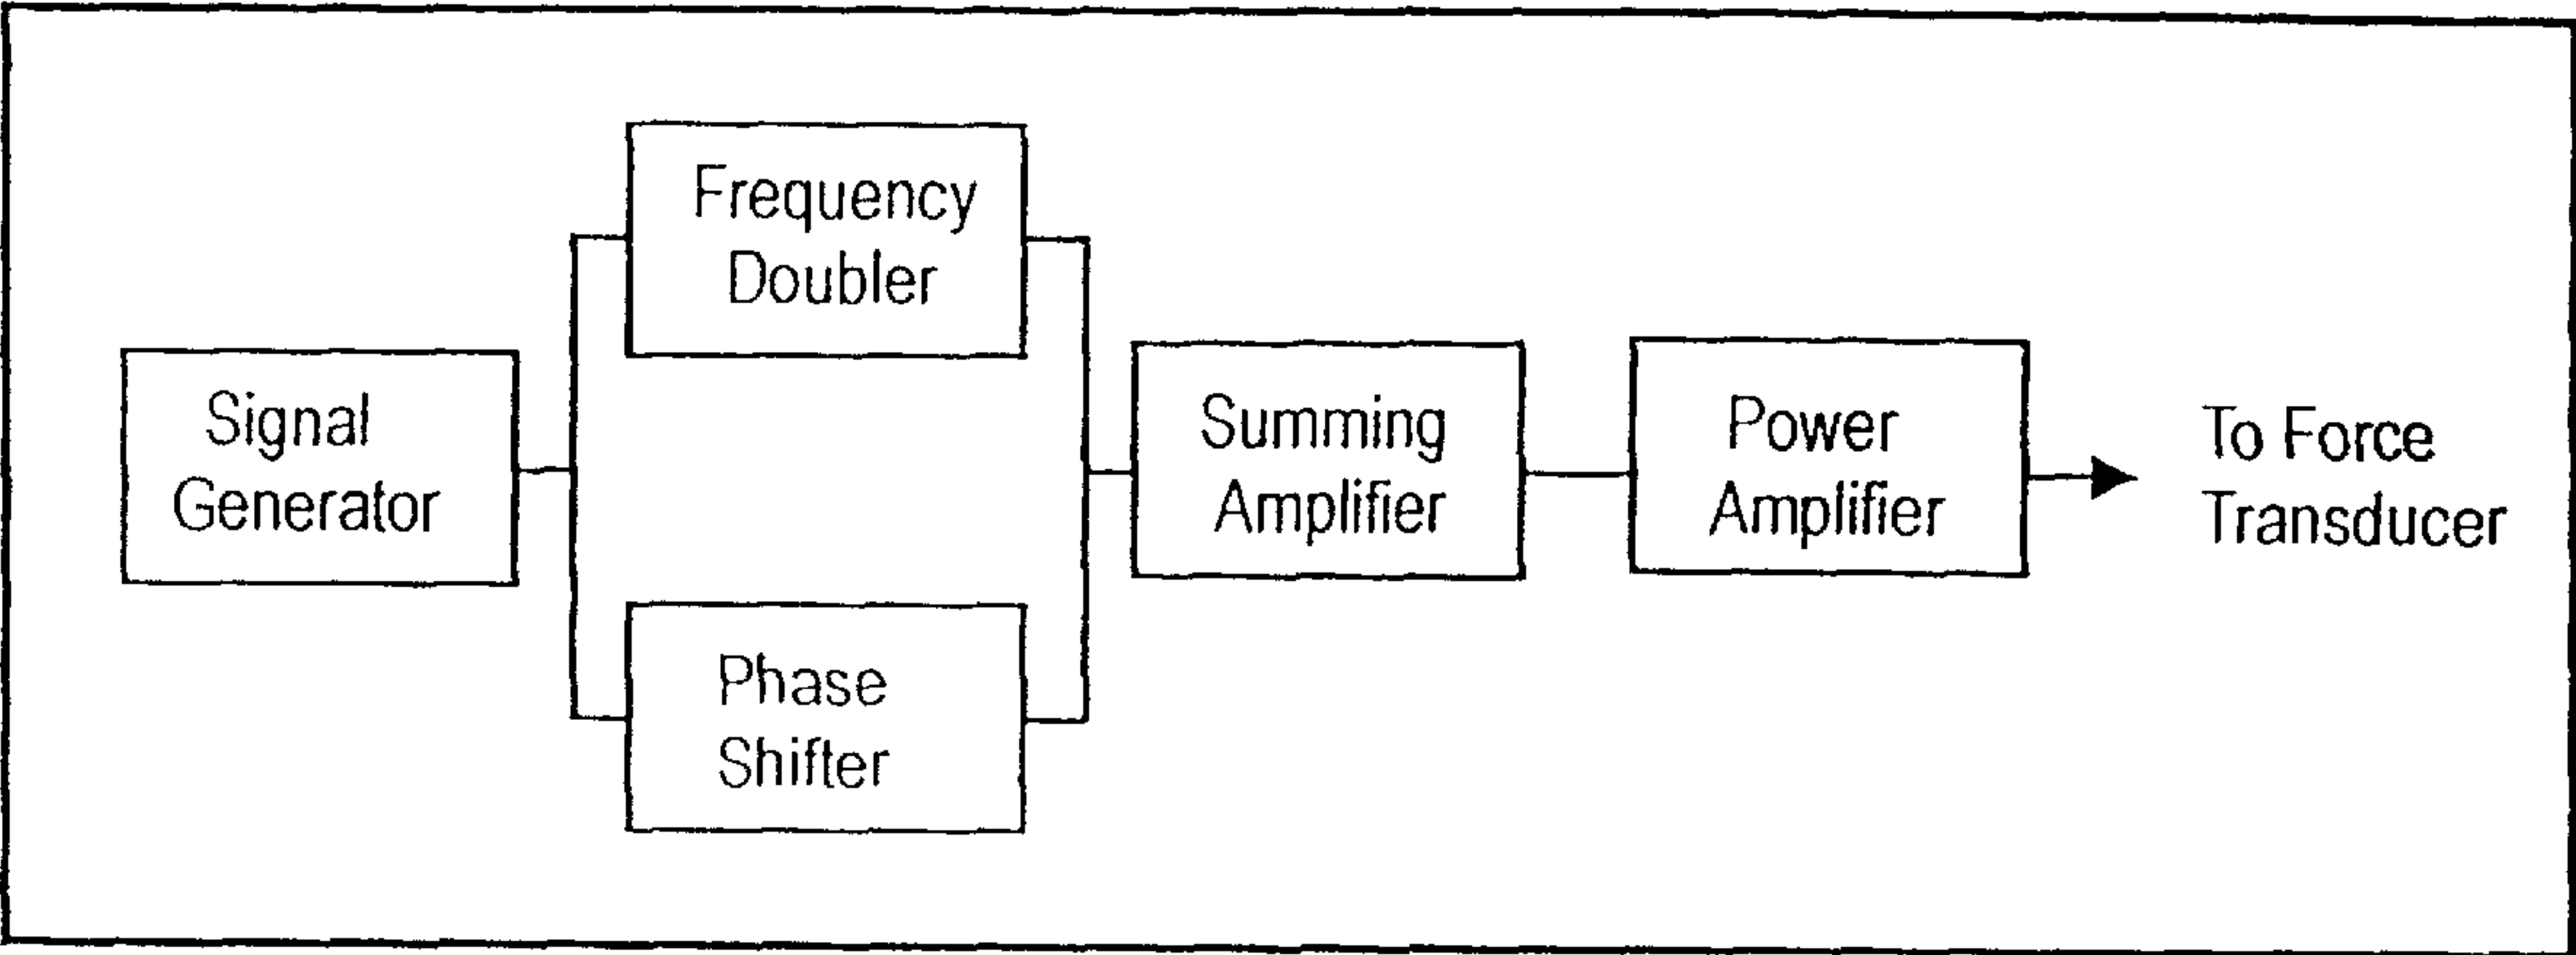 Signal
Generator
Frequency
Doubler
Phase
Shifter
Summing
Amplifier
Power
Amplifier
To Force
Transducer